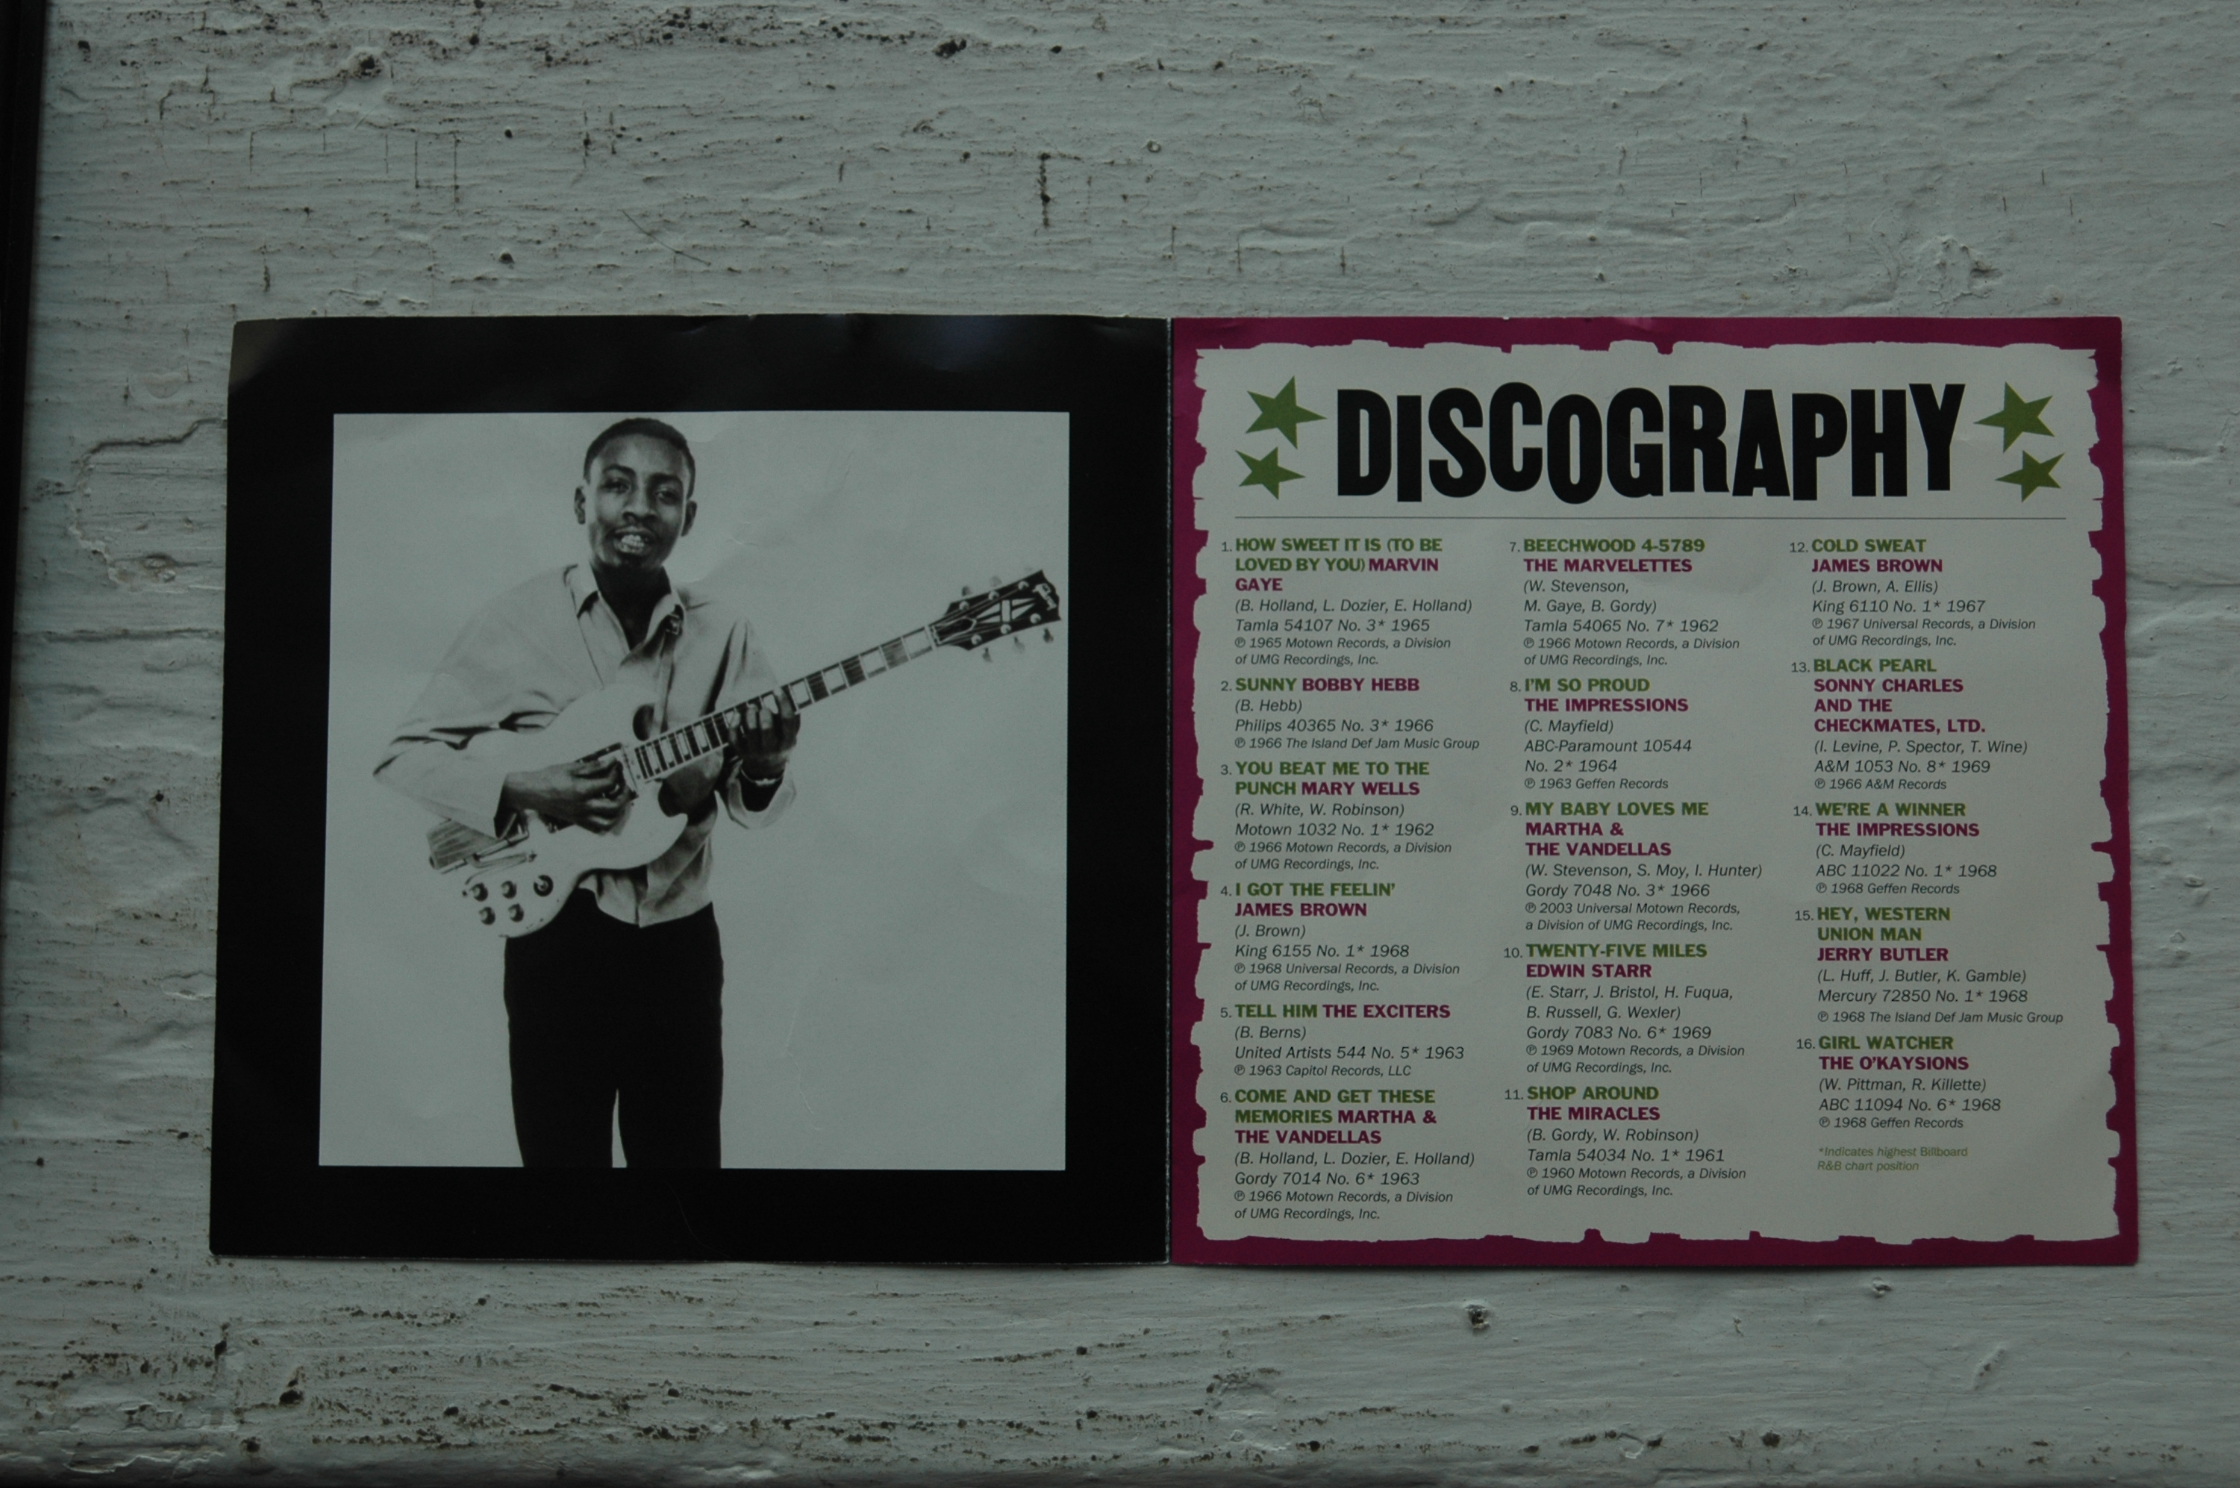 DISCOGRAPHY
1. HOW SWEET IT IS (TO BE
LOVED BY YOU) MARVIN
GAYE
(B. Holland, L. Dozier, E. Holland)
Tamla 54107 No. 3* 1965
℗ 1965 Motown Records, a Division
of UMG Recordings, Inc.
2. SUNNY BOBBY HEBB
(B. Hebb)
Philips 40365 No. 3* 1966
℗ 1966 The Island Def Jam Music Group
3. YOU BEAT ME TO THE
PUNCH MARY WELLS
(R. White, W. Robinson)
Motown 1032 No. 1* 1962
℗ 1966 Motown Records, a Division
of UMG Recordings, Inc.
4. I GOT THE FEELIN'
JAMES BROWN
(J. Brown)
King 6155 No. 1* 1968
℗ 1968 Universal Records, a Division
of UMG Recordings, Inc.
5. TELL HIM THE EXCITERS
(B. Berns)
United Artists 544 No. 5* 1963
℗ 1963 Capitol Records, LLC
6. COME AND GET THESE
MEMORIES MARTHA &
THE VANDELLAS
(B. Holland, L. Dozier, E. Holland)
Gordy 7014 No. 6* 1963
℗ 1966 Motown Records, a Division
of UMG Recordings, Inc.
7. BEECHWOOD 4-5789
THE MARVELETTES
(W. Stevenson,
M. Gaye, B. Gordy)
Tamla 54065 No. 7* 1962
℗ 1966 Motown Records, a Division
of UMG Recordings, Inc.
8. I'M SO PROUD
THE IMPRESSIONS
(C. Mayfield)
ABC-Paramount 10544
No. 2* 1964
℗ 1963 Geffen Records
9. MY BABY LOVES ME
MARTHA &
THE VANDELLAS
(W. Stevenson, S. Moy, I. Hunter)
Gordy 7048 No. 3* 1966
℗ 2003 Universal Motown Records,
a Division of UMG Recordings, Inc.
10. TWENTY-FIVE MILES
EDWIN STARR
(E. Starr, J. Bristol, H. Fuqua,
B. Russell, G. Wexler)
Gordy 7083 No. 6* 1969
℗ 1969 Motown Records, a Division
of UMG Recordings, Inc.
11. SHOP AROUND
THE MIRACLES
(B. Gordy, W. Robinson)
Tamla 54034 No. 1* 1961
℗ 1960 Motown Records, a Division
of UMG Recordings, Inc.
12. COLD SWEAT
JAMES BROWN
(J. Brown, A. Ellis)
King 6110 No. 1* 1967
℗ 1967 Universal Records, a Division
of UMG Recordings, Inc.
13. BLACK PEARL
SONNY CHARLES
AND THE
CHECKMATES, LTD.
(I. Levine, P. Spector, T. Wine)
A&M 1053 No. 8* 1969
℗ 1966 A&M Records
14. WE'RE A WINNER
THE IMPRESSIONS
(C. Mayfield)
ABC 11022 No. 1* 1968
℗ 1968 Geffen Records
15. HEY, WESTERN
UNION MAN
JERRY BUTLER
(L. Huff, J. Butler, K. Gamble)
Mercury 72850 No. 1* 1968
℗ 1968 The Island Def Jam Music Group
16. GIRL WATCHER
THE O'KAYSIONS
(W. Pittman, R. Killette)
ABC 11094 No. 6* 1968
℗ 1968 Geffen Records
*Indicates highest Billboard
R&B chart position